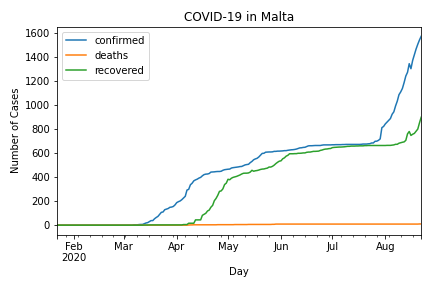 COVID-19 in Malta
confirmed
deaths
recovered
1600
1400
1200
1000
800
600
400
200
0
Number of Cases
Feb Mar Apr May Jun Jul Aug
2020
Day